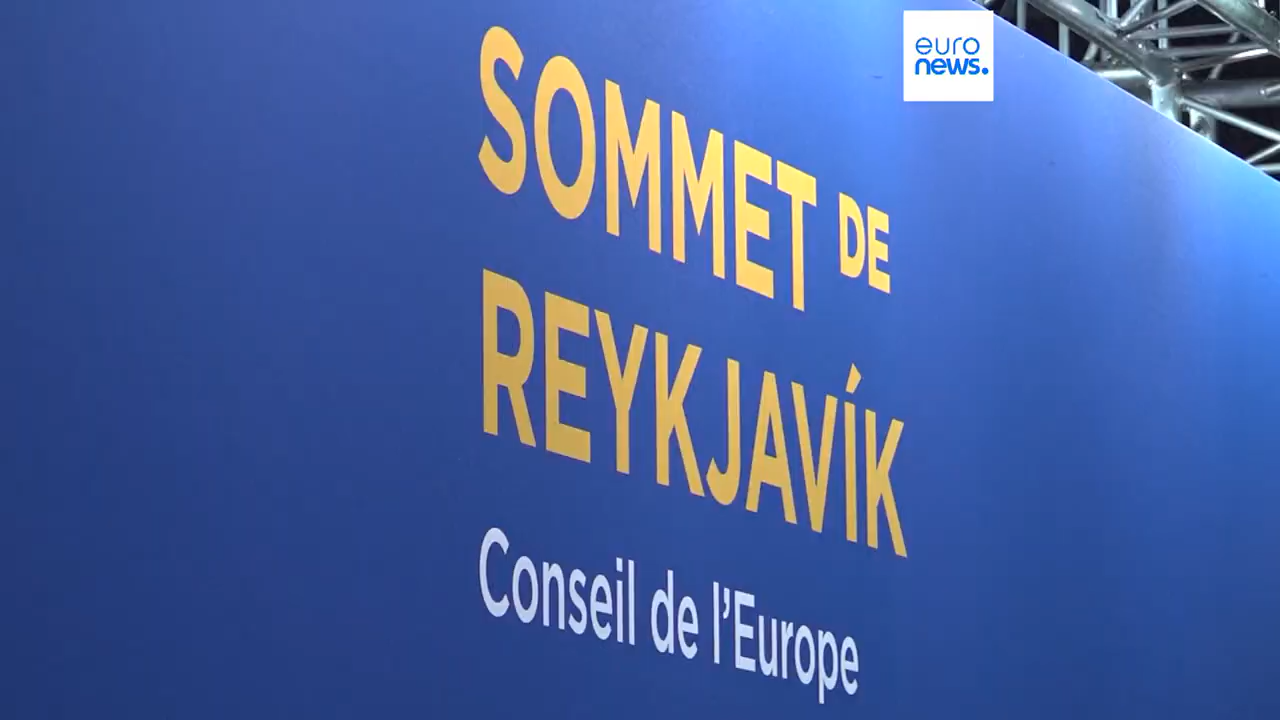 euro
news.
SOMMET DE
REYKJAVÍK
Conseil de l'Europe